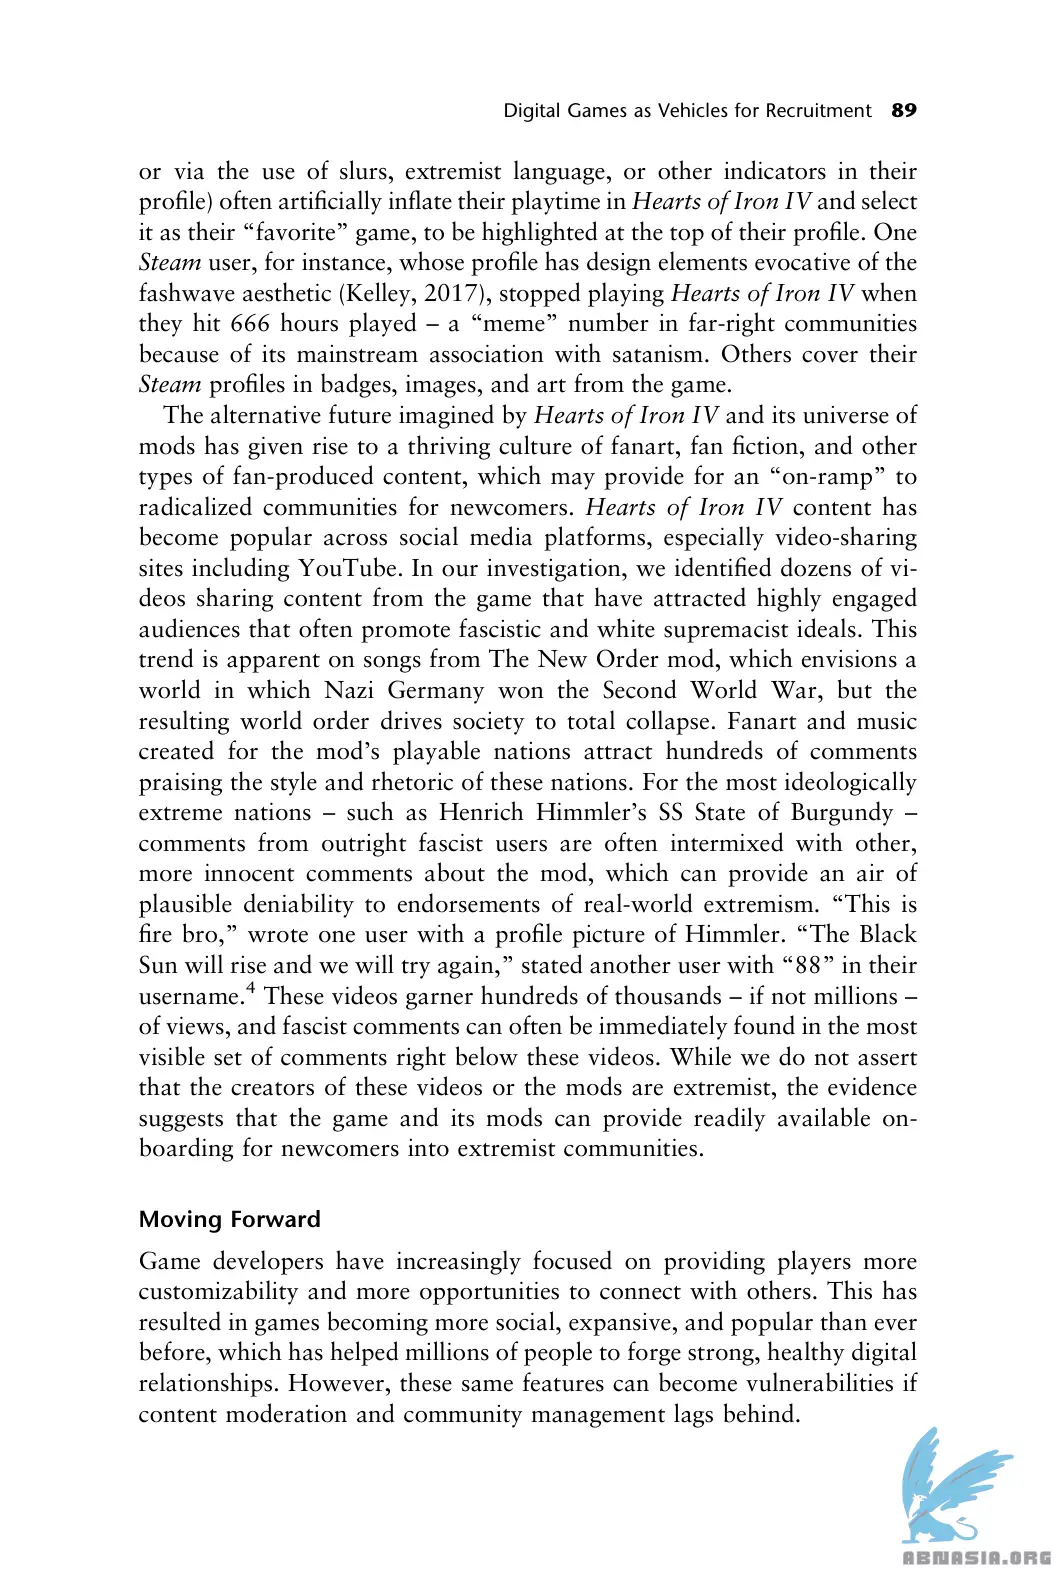 Digital Games as Vehicles for Recruitment 89
or via the use of slurs, extremist language, or other indicators in their
profile) often artificially inflate their playtime in Hearts of Iron IV and select
it as their “favorite” game, to be highlighted at the top of their profile. One
Steam user, for instance, whose profile has design elements evocative of the
fashwave aesthetic (Kelley, 2017), stopped playing Hearts of Iron IV when
they hit 666 hours played – a “meme” number in far-right communities
because of its mainstream association with satanism. Others cover their
Steam profiles in badges, images, and art from the game.
The alternative future imagined by Hearts of Iron IV and its universe of
mods has given rise to a thriving culture of fanart, fan fiction, and other
types of fan-produced content, which may provide for an “on-ramp” to
radicalized communities for newcomers. Hearts of Iron IV content has
become popular across social media platforms, especially video-sharing
sites including YouTube. In our investigation, we identified dozens of vi-
deos sharing content from the game that have attracted highly engaged
audiences that often promote fascistic and white supremacist ideals. This
trend is apparent on songs from The New Order mod, which envisions a
world in which Nazi Germany won the Second World War, but the
resulting world order drives society to total collapse. Fanart and music
created for the mod’s playable nations attract hundreds of comments
praising the style and rhetoric of these nations. For the most ideologically
extreme nations – such as Henrich Himmler’s SS State of Burgundy –
comments from outright fascist users are often intermixed with other,
more innocent comments about the mod, which can provide an air of
plausible deniability to endorsements of real-world extremism. “This is
fire bro,” wrote one user with a profile picture of Himmler. “The Black
Sun will rise and we will try again,” stated another user with “88” in their
username.4 These videos garner hundreds of thousands – if not millions –
of views, and fascist comments can often be immediately found in the most
visible set of comments right below these videos. While we do not assert
that the creators of these videos or the mods are extremist, the evidence
suggests that the game and its mods can provide readily available on-
boarding for newcomers into extremist communities.
Moving Forward
Game developers have increasingly focused on providing players more
customizability and more opportunities to connect with others. This has
resulted in games becoming more social, expansive, and popular than ever
before, which has helped millions of people to forge strong, healthy digital
relationships. However, these same features can become vulnerabilities if
content moderation and community management lags behind.
ABNASIA.ORG